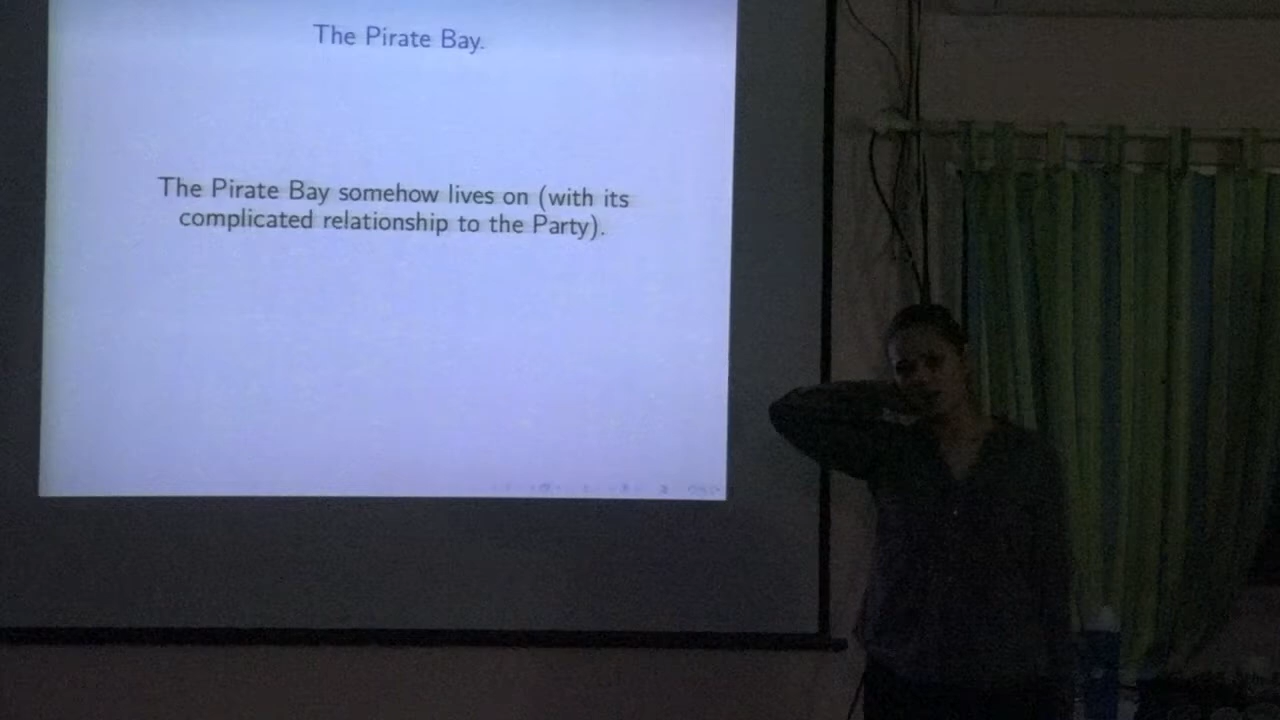 The Pirate Bay.
The Pirate Bay somehow lives on (with its
complicated relationship to the Party).